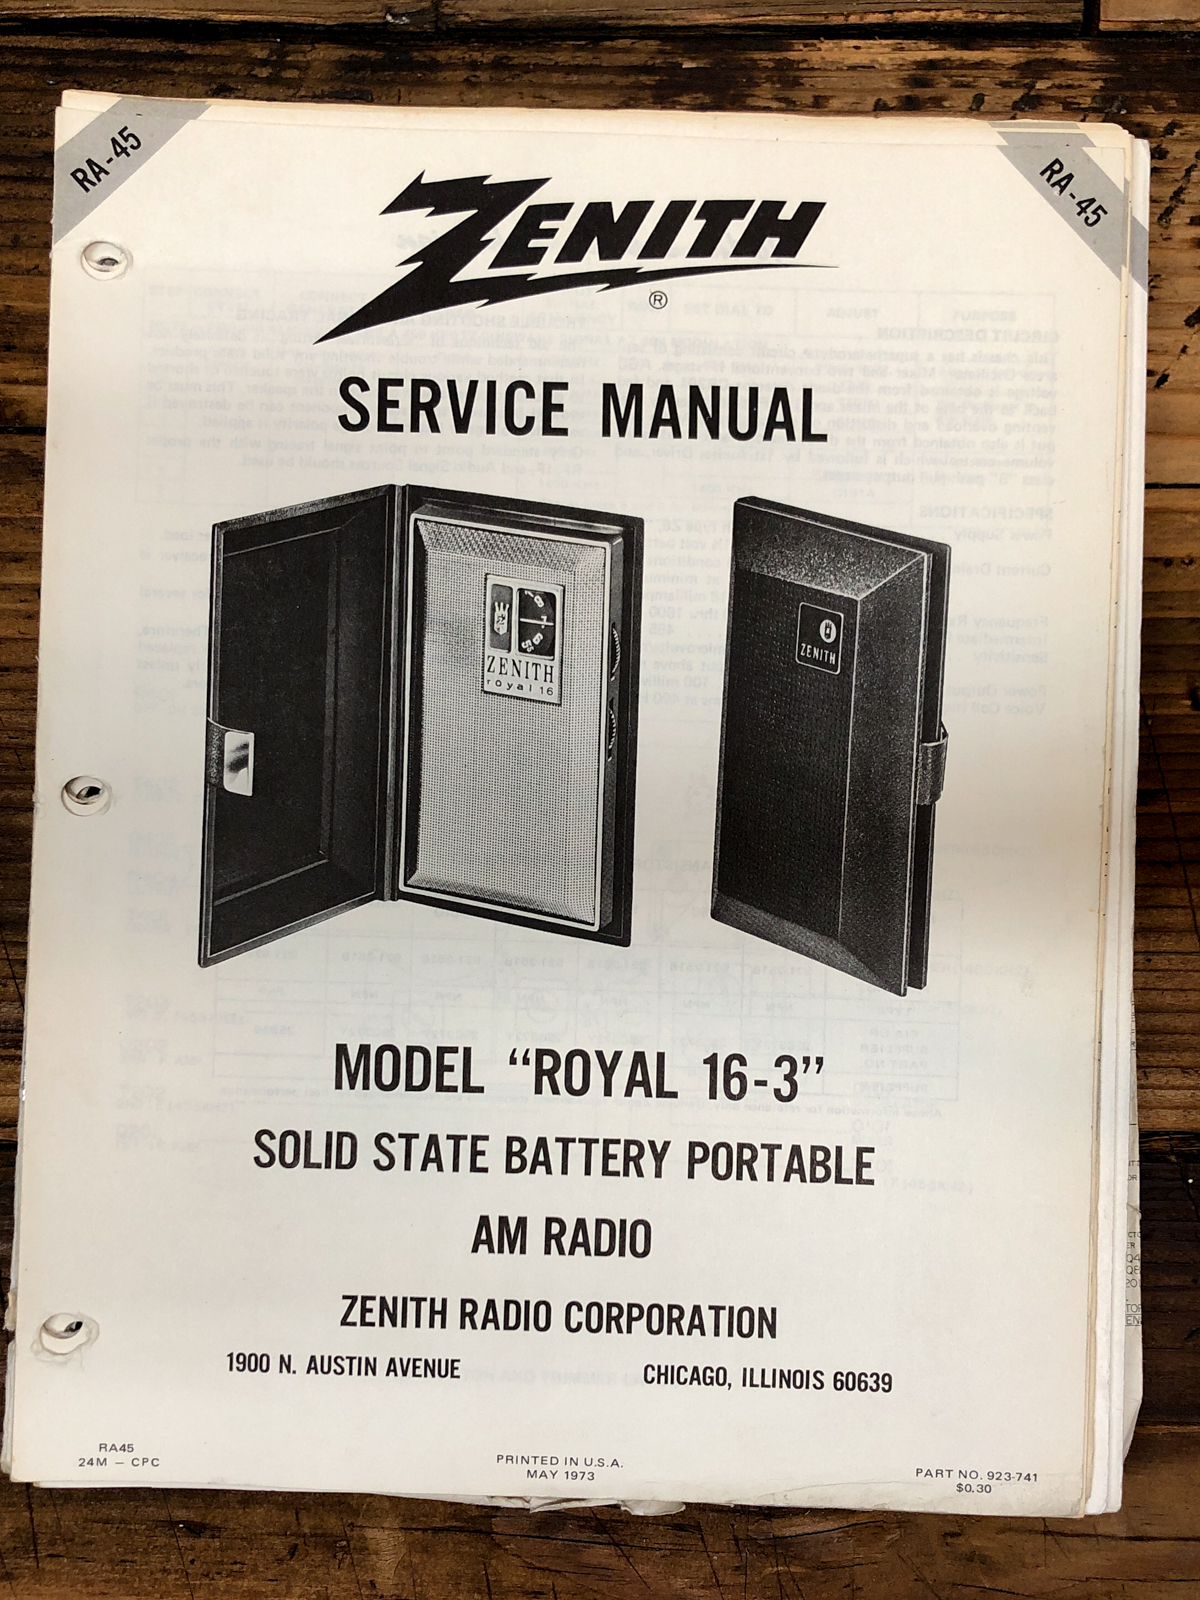 RA-45
RA-45
ZENITH
®
SERVICE MANUAL
ZENITH
royal 16
ZENITH
MODEL “ROYAL 16-3”
SOLID STATE BATTERY PORTABLE
AM RADIO
ZENITH RADIO CORPORATION
1900 N. AUSTIN AVENUE CHICAGO, ILLINOIS 60639
RA45
24M — CPC
PRINTED IN U.S.A.
MAY 1973
PART NO. 923-741
$0.30